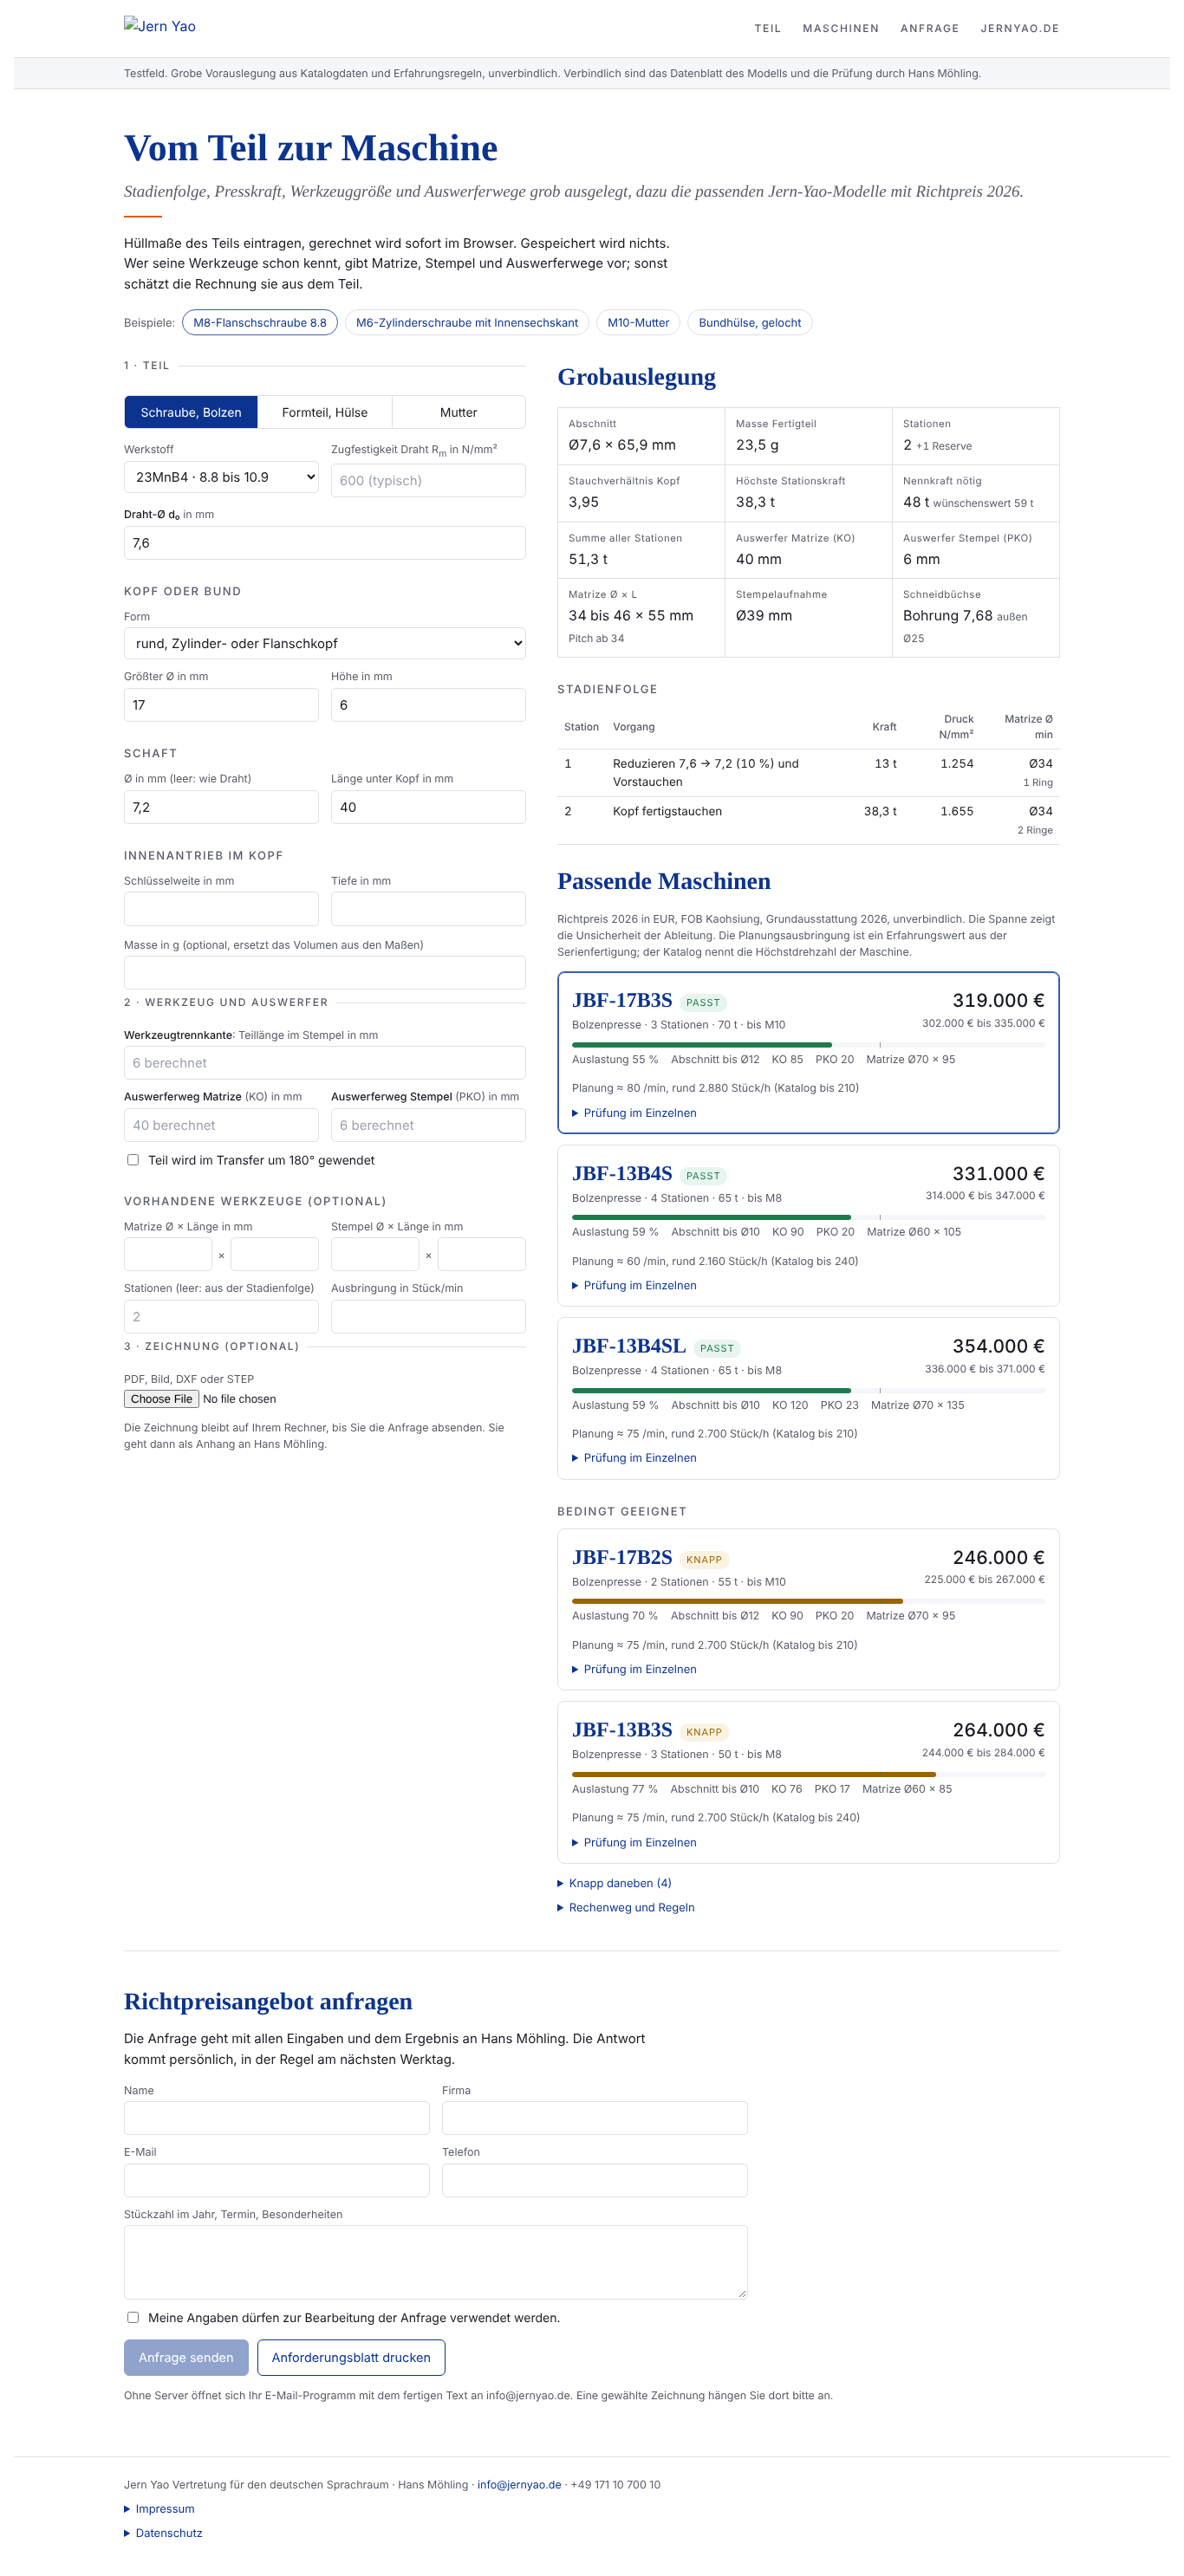 Jern Yao
TEIL MASCHINEN ANFRAGE JERNYAO.DE
Testfeld. Grobe Vorauslegung aus Katalogdaten und Erfahrungsregeln, unverbindlich. Verbindlich sind das Datenblatt des Modells und die Prüfung durch Hans Möhling.
Vom Teil zur Maschine
Stadienfolge, Presskraft, Werkzeuggröße und Auswerferwege grob ausgelegt, dazu die passenden Jern-Yao-Modelle mit Richtpreis 2026.
Hüllmaße des Teils eintragen, gerechnet wird sofort im Browser. Gespeichert wird nichts.
Wer seine Werkzeuge schon kennt, gibt Matrize, Stempel und Auswerferwege vor; sonst
schätzt die Rechnung sie aus dem Teil.
Beispiele: M8-Flanschschraube 8.8 M6-Zylinderschraube mit Innensechskant M10-Mutter Bundhülse, gelocht
1 · TEIL
Schraube, Bolzen Formteil, Hülse Mutter
Werkstoff Zugfestigkeit Draht Rm in N/mm²
23MnB4 · 8.8 bis 10.9 600 (typisch)
Draht-Ø d₀ in mm
7,6
KOPF ODER BUND
Form
rund, Zylinder- oder Flanschkopf
Größter Ø in mm Höhe in mm
17 6
SCHAFT
Ø in mm (leer: wie Draht) Länge unter Kopf in mm
7,2 40
INNENANTRIEB IM KOPF
Schlüsselweite in mm Tiefe in mm
Masse in g (optional, ersetzt das Volumen aus den Maßen)
2 · WERKZEUG UND AUSWERFER
Werkzeugtrennkante: Teillänge im Stempel in mm
6 berechnet
Auswerferweg Matrize (KO) in mm Auswerferweg Stempel (PKO) in mm
40 berechnet 6 berechnet
Teil wird im Transfer um 180° gewendet
VORHANDENE WERKZEUGE (OPTIONAL)
Matrize Ø × Länge in mm Stempel Ø × Länge in mm
× ×
Stationen (leer: aus der Stadienfolge) Ausbringung in Stück/min
2
3 · ZEICHNUNG (OPTIONAL)
PDF, Bild, DXF oder STEP
Choose File No file chosen
Die Zeichnung bleibt auf Ihrem Rechner, bis Sie die Anfrage absenden. Sie
geht dann als Anhang an Hans Möhling.
Grobauslegung
Abschnitt Masse Fertigteil Stationen
Ø7,6 × 65,9 mm 23,5 g 2 +1 Reserve
Stauchverhältnis Kopf Höchste Stationskraft Nennkraft nötig
3,95 38,3 t 48 t wünschenswert 59 t
Summe aller Stationen Auswerfer Matrize (KO) Auswerfer Stempel (PKO)
51,3 t 40 mm 6 mm
Matrize Ø × L Stempelaufnahme Schneidbüchse
34 bis 46 × 55 mm Ø39 mm Bohrung 7,68 außen
Pitch ab 34 Ø25
STADIENFOLGE
Station Vorgang Kraft Druck N/mm² Matrize Ø min
1 Reduzieren 7,6 → 7,2 (10 %) und Vorstauchen 13 t 1.254 Ø34
1 Ring
2 Kopf fertigstauchen 38,3 t 1.655 Ø34
2 Ringe
Passende Maschinen
Richtpreis 2026 in EUR, FOB Kaohsiung, Grundausstattung 2026, unverbindlich. Die Spanne zeigt
die Unsicherheit der Ableitung. Die Planungsausbringung ist ein Erfahrungswert aus der
Serienfertigung; der Katalog nennt die Höchstdrehzahl der Maschine.
JBF-17B3S PASST 319.000 €
Bolzenpresse · 3 Stationen · 70 t · bis M10 302.000 € bis 335.000 €
Auslastung 55 % Abschnitt bis Ø12 KO 85 PKO 20 Matrize Ø70 × 95
Planung ≈ 80 /min, rund 2.880 Stück/h (Katalog bis 210)
Prüfung im Einzelnen
JBF-13B4S PASST 331.000 €
Bolzenpresse · 4 Stationen · 65 t · bis M8 314.000 € bis 347.000 €
Auslastung 59 % Abschnitt bis Ø10 KO 90 PKO 20 Matrize Ø60 × 105
Planung ≈ 60 /min, rund 2.160 Stück/h (Katalog bis 240)
Prüfung im Einzelnen
JBF-13B4SL PASST 354.000 €
Bolzenpresse · 4 Stationen · 65 t · bis M8 336.000 € bis 371.000 €
Auslastung 59 % Abschnitt bis Ø10 KO 120 PKO 23 Matrize Ø70 × 135
Planung ≈ 75 /min, rund 2.700 Stück/h (Katalog bis 210)
Prüfung im Einzelnen
BEDINGT GEEIGNET
JBF-17B2S KNAPP 246.000 €
Bolzenpresse · 2 Stationen · 55 t · bis M10 225.000 € bis 267.000 €
Auslastung 70 % Abschnitt bis Ø12 KO 90 PKO 20 Matrize Ø70 × 95
Planung ≈ 75 /min, rund 2.700 Stück/h (Katalog bis 210)
Prüfung im Einzelnen
JBF-13B3S KNAPP 264.000 €
Bolzenpresse · 3 Stationen · 50 t · bis M8 244.000 € bis 284.000 €
Auslastung 77 % Abschnitt bis Ø10 KO 76 PKO 17 Matrize Ø60 × 85
Planung ≈ 75 /min, rund 2.700 Stück/h (Katalog bis 240)
Prüfung im Einzelnen
Knapp daneben (4)
Rechenweg und Regeln
Richtpreisangebot anfragen
Die Anfrage geht mit allen Eingaben und dem Ergebnis an Hans Möhling. Die Antwort
kommt persönlich, in der Regel am nächsten Werktag.
Name Firma
E-Mail Telefon
Stückzahl im Jahr, Termin, Besonderheiten
Meine Angaben dürfen zur Bearbeitung der Anfrage verwendet werden.
Anfrage senden Anforderungsblatt drucken
Ohne Server öffnet sich Ihr E-Mail-Programm mit dem fertigen Text an info@jernyao.de. Eine gewählte Zeichnung hängen Sie dort bitte an.
Jern Yao Vertretung für den deutschen Sprachraum · Hans Möhling · info@jernyao.de · +49 171 10 700 10
Impressum
Datenschutz